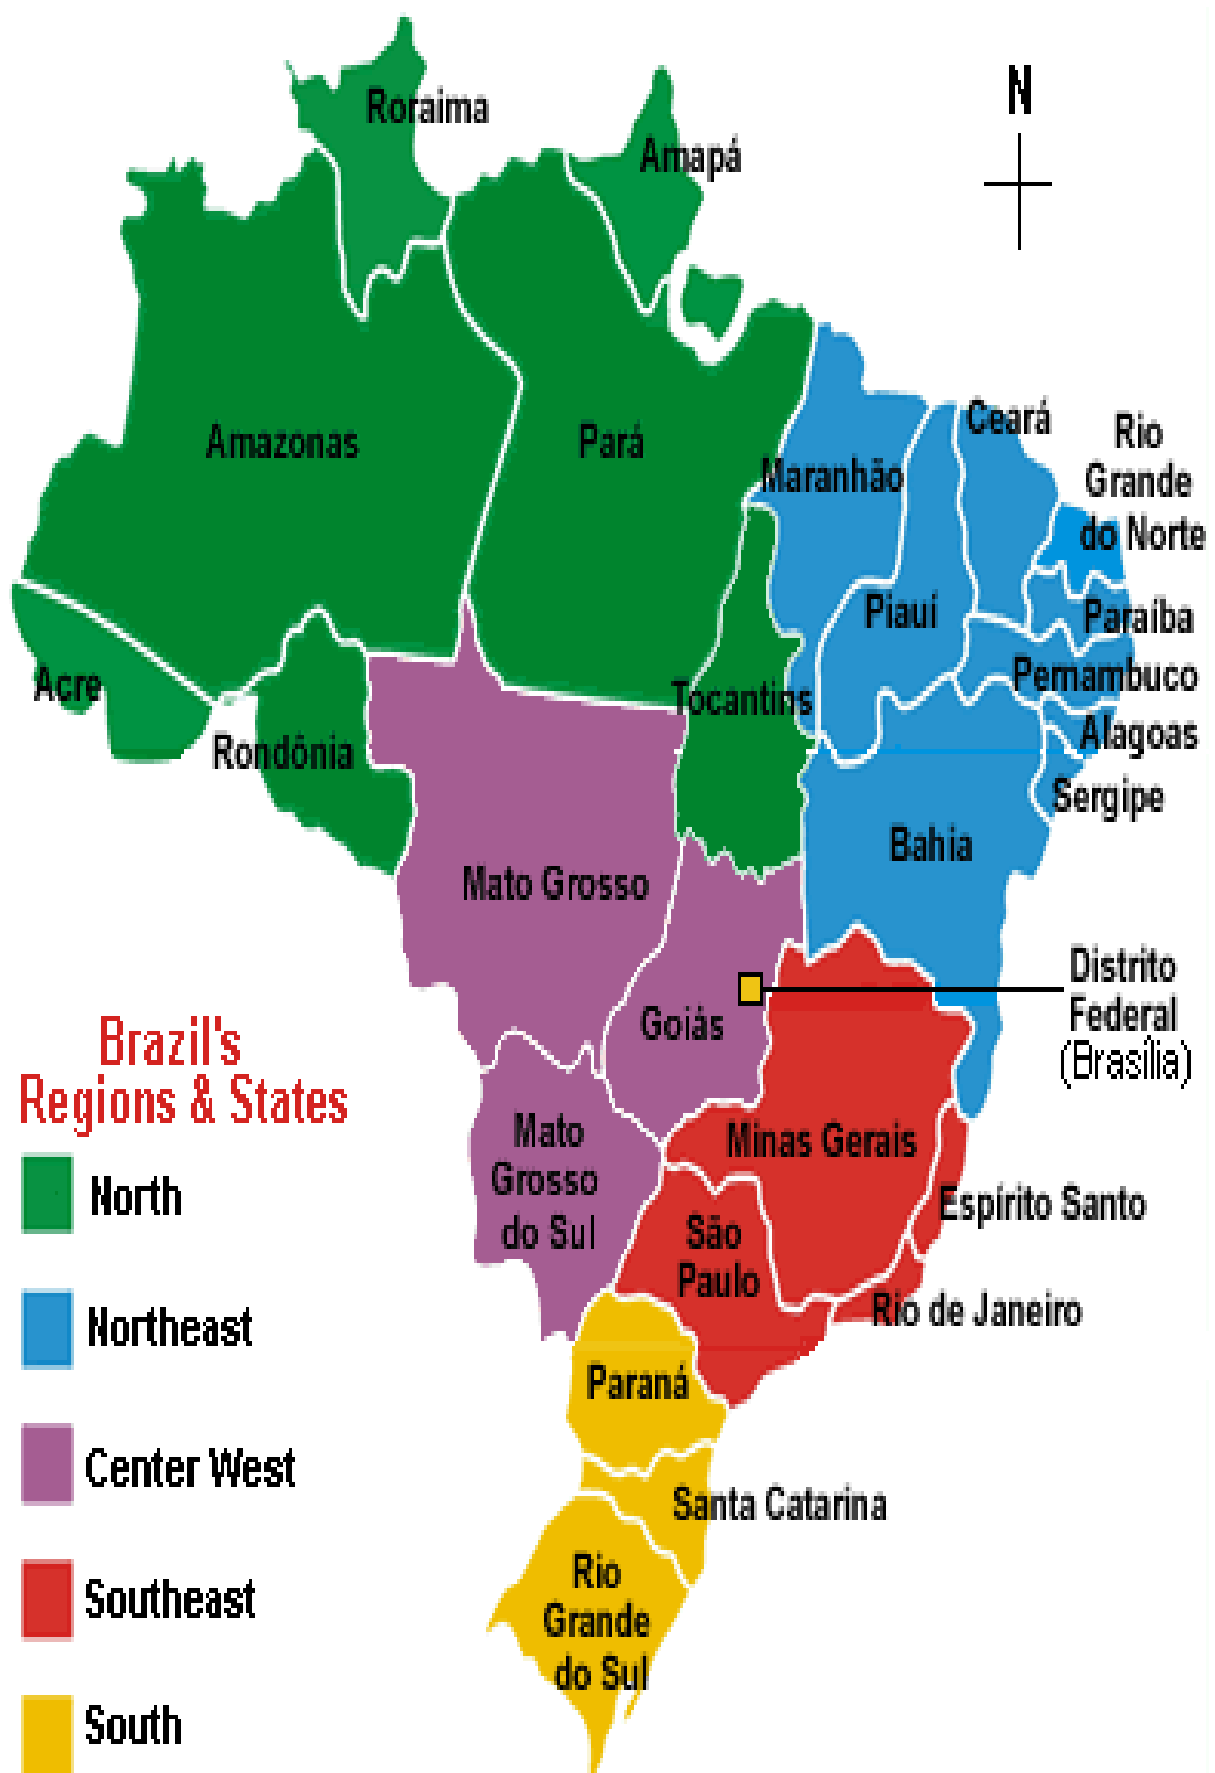 Roraima
N
Amapá
Amazonas
Pará
Maranhão
Ceará
Rio
Grande
do Norte
Piauí
Paraíba
Acre
Tocantins
Pernambuco
Rondônia
Alagoas
Sergipe
Bahia
Mato Grosso
Distrito
Federal
(Brasília)
Goiás
Brazil's
Regions & States
Mato
Grosso
do Sul
Minas Gerais
Espírito Santo
São
Paulo
Rio de Janeiro
Paraná
Santa Catarina
Rio
Grande
do Sul
North
Northeast
Center West
Southeast
South